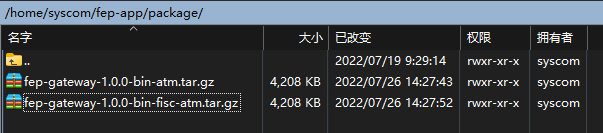 /home/syscom/fep-app/package/
名字 大小 已改变 权限 拥有者
.. 2022/07/19 9:29:14 rwxr-xr-x syscom
fep-gateway-1.0.0-bin-atm.tar.gz 4,208 KB 2022/07/26 14:27:43 rwxr-xr-x syscom
fep-gateway-1.0.0-bin-fisc-atm.tar.gz 4,208 KB 2022/07/26 14:27:52 rwxr-xr-x syscom